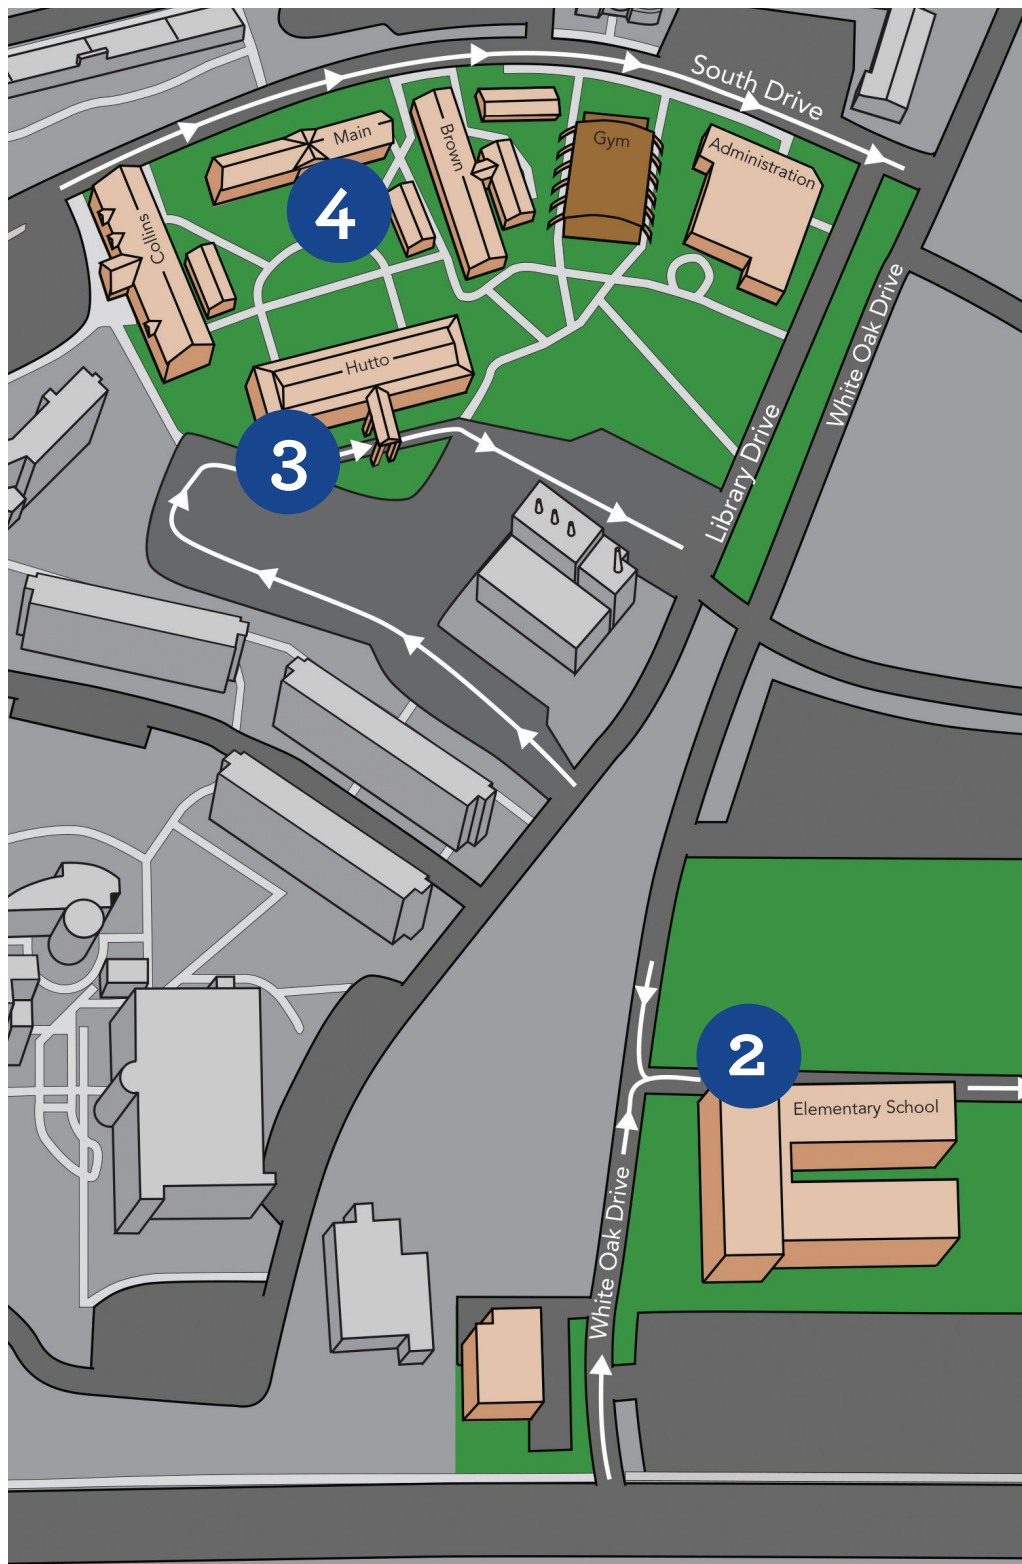 South Drive
Main
Brown
Gym
Administration
Collins
4
White Oak Drive
Hutto
Library Drive
3
2
Elementary School
White Oak Drive